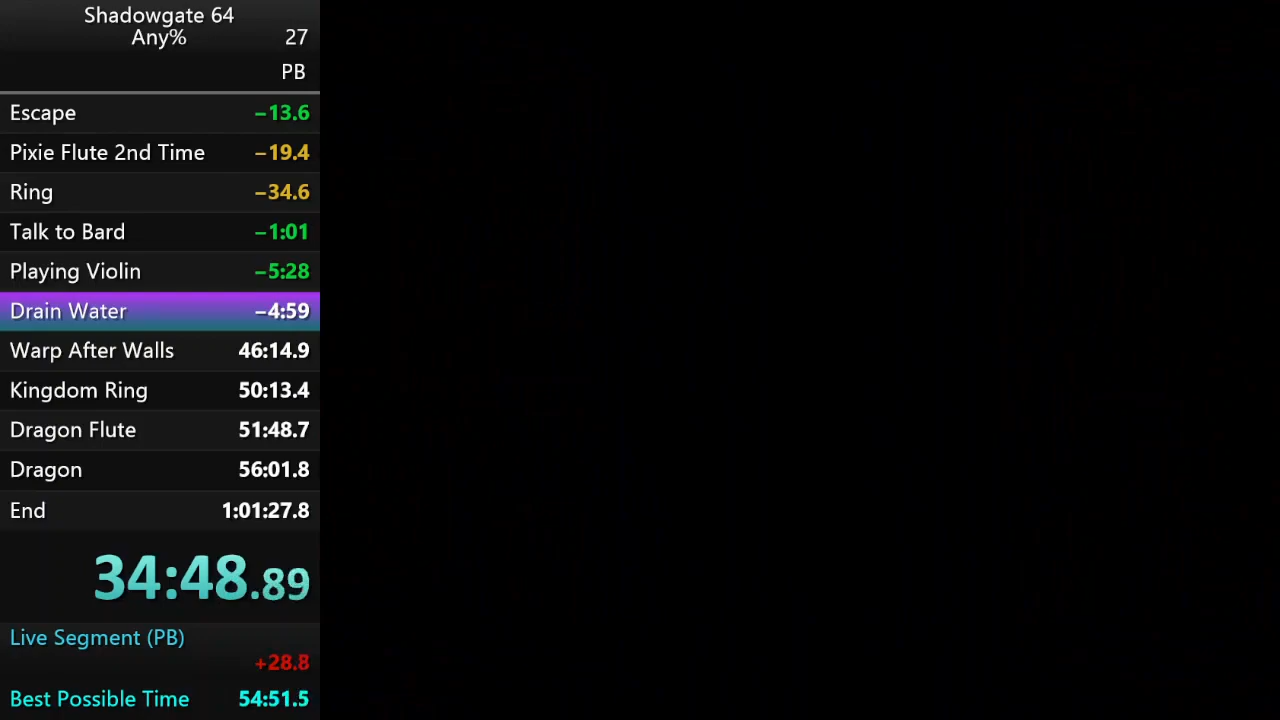 Shadowgate 64
Any% 27
PB
Escape −13.6
Pixie Flute 2nd Time −19.4
Ring −34.6
Talk to Bard −1:01
Playing Violin −5:28
Drain Water −4:59
Warp After Walls 46:14.9
Kingdom Ring 50:13.4
Dragon Flute 51:48.7
Dragon 56:01.8
End 1:01:27.8
34:48.89
Live Segment (PB)
+28.8
Best Possible Time 54:51.5